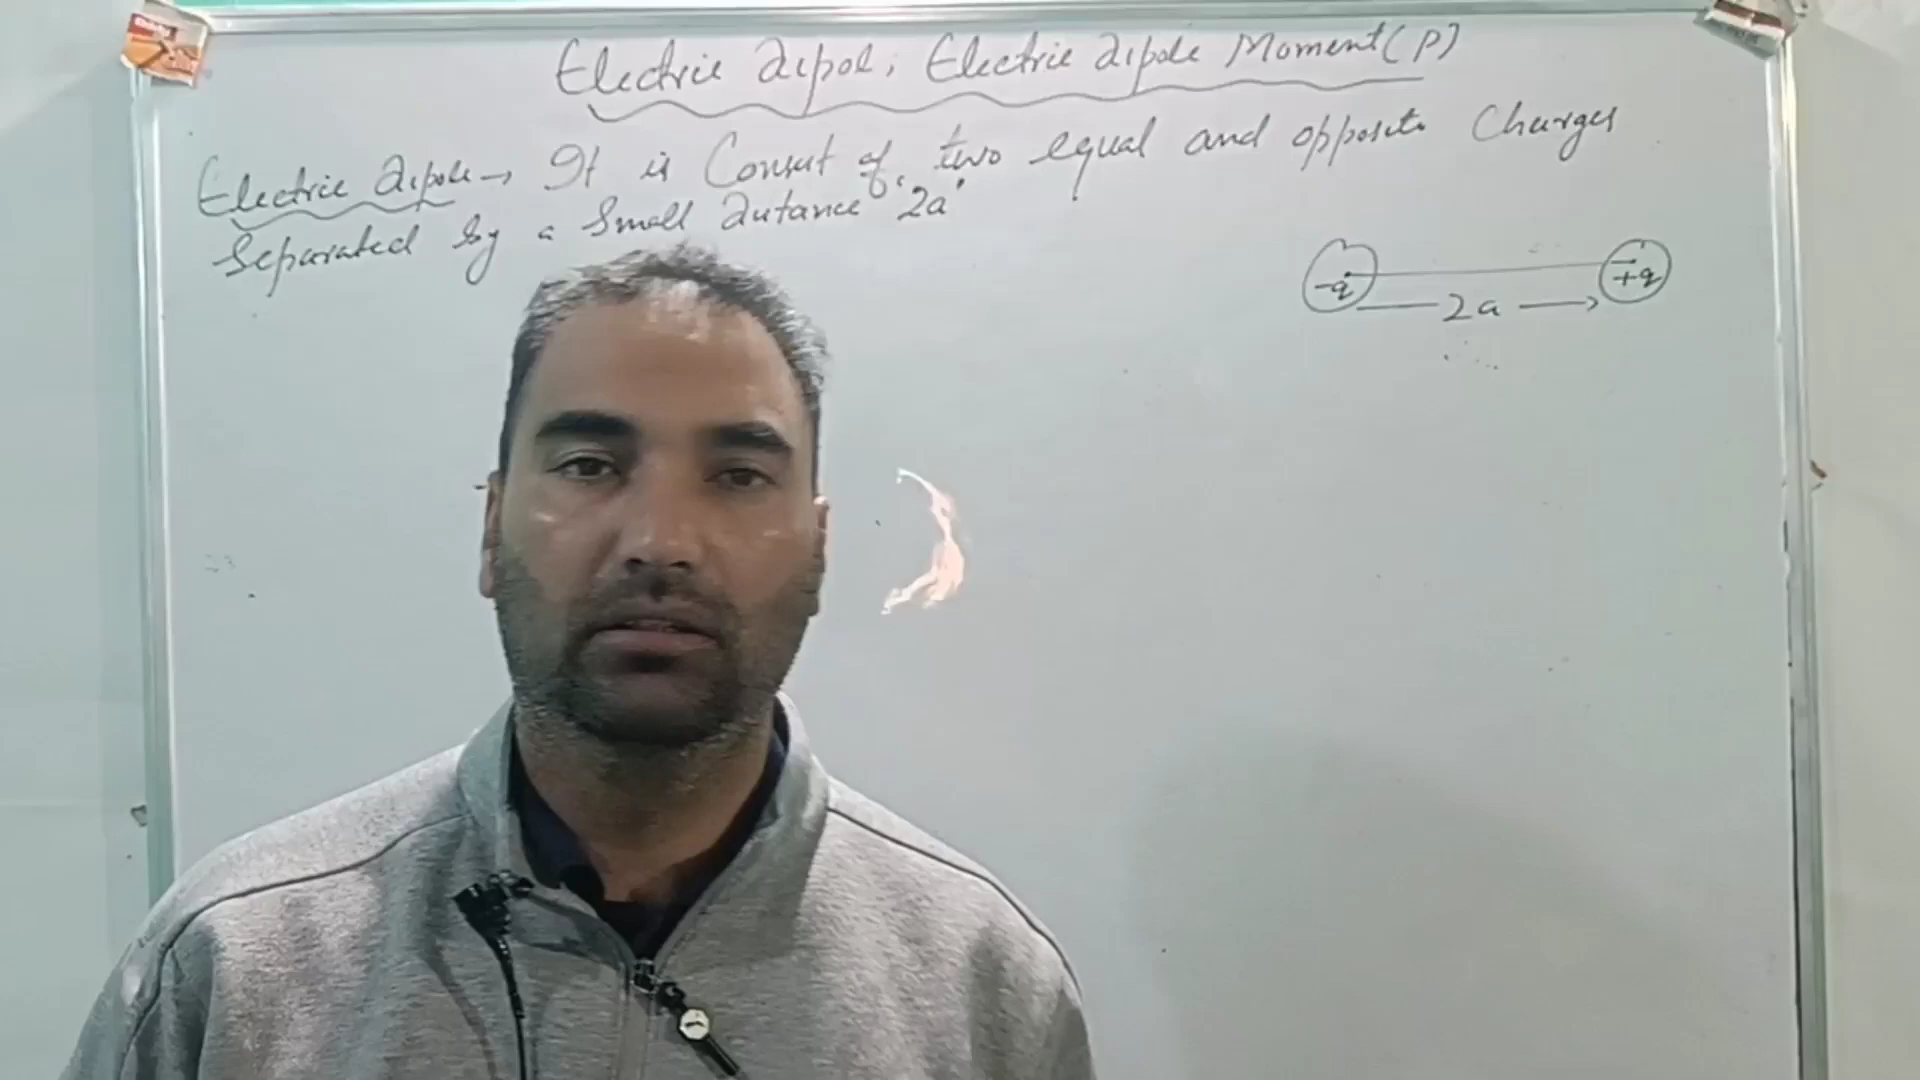 Electric dipol, Electric dipole Moment (P)
Electric dipole → It is Consist of two equal and opposite Charges
Separated by a Small distance '2a'
-q +q
2a